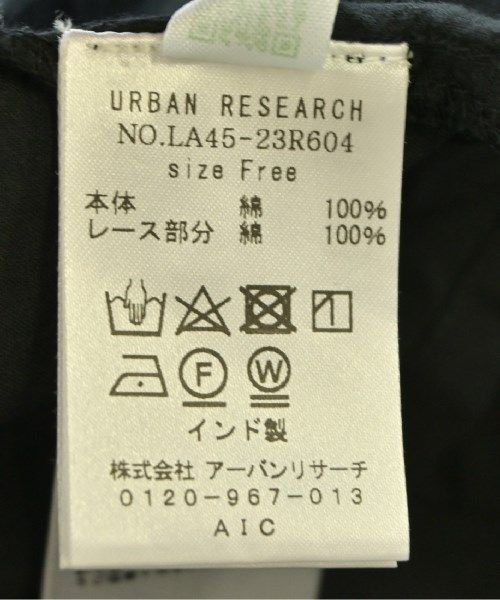 URBAN RESEARCH
NO.LA45-23R604
size Free
本体 綿 100%
レース部分 綿 100%
F W
インド製
株式会社 アーバンリサーチ
0120-967-013
AIC